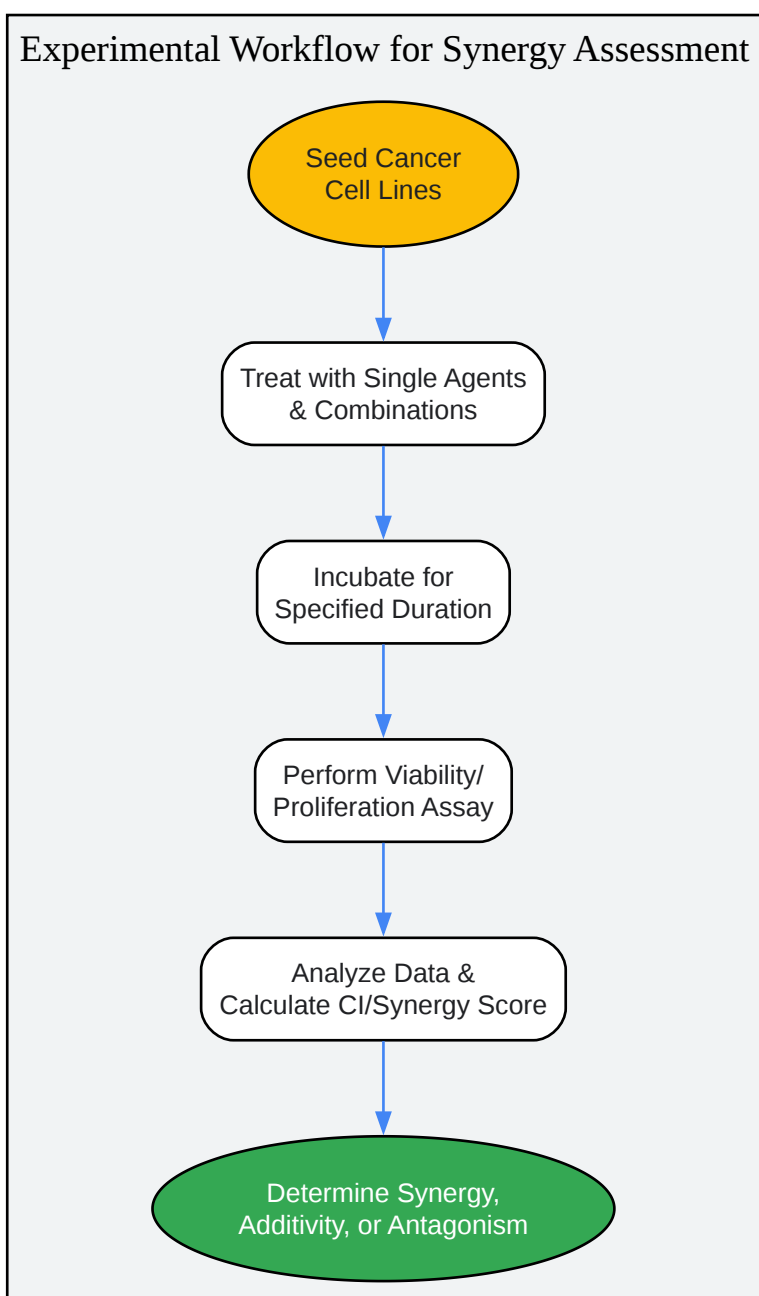 Experimental Workflow for Synergy Assessment
Seed Cancer
Cell Lines
Treat with Single Agents
& Combinations
Incubate for
Specified Duration
Perform Viability/
Proliferation Assay
Analyze Data &
Calculate CI/Synergy Score
Determine Synergy,
Additivity, or Antagonism